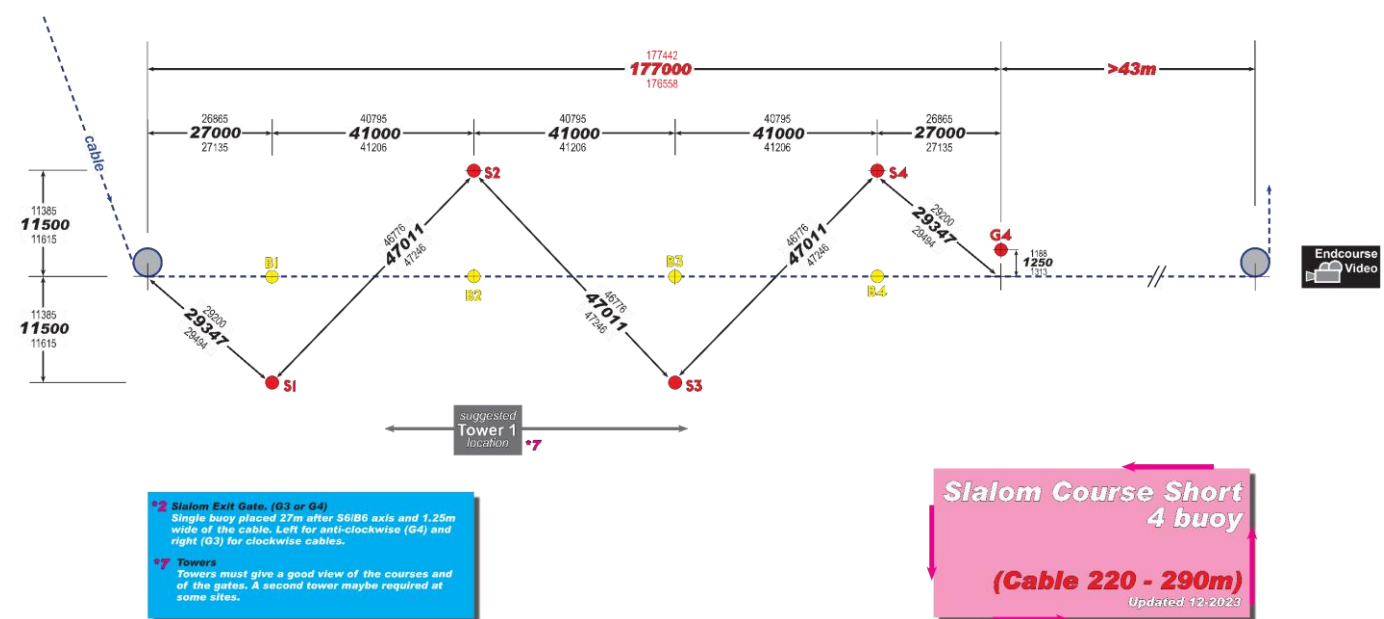 177442
177000
176558
>43m
26865
27000
27135
40795
41000
41206
40795
41000
41206
40795
41000
41206
26865
27000
27135
cable
11385
11500
11615
11385
11500
11615
S2
S4
G4
46776
47011
47246
46776
47011
47246
46776
47011
47246
29200
29347
29494
1188
1250
1313
B1
B2
B3
B4
Endcourse
Video
29200
29347
29494
S1
S3
suggested
Tower 1
location
*7
*2 Slalom Exit Gate. (G3 or G4)
Single buoy placed 27m after S6/B6 axis and 1.25m
wide of the cable. Left for anti-clockwise (G4) and
right (G3) for clockwise cables.
*7 Towers
Towers must give a good view of the courses and
of the gates. A second tower maybe required at
some sites.
Slalom Course Short
4 buoy
(Cable 220 - 290m)
Updated 12-2023